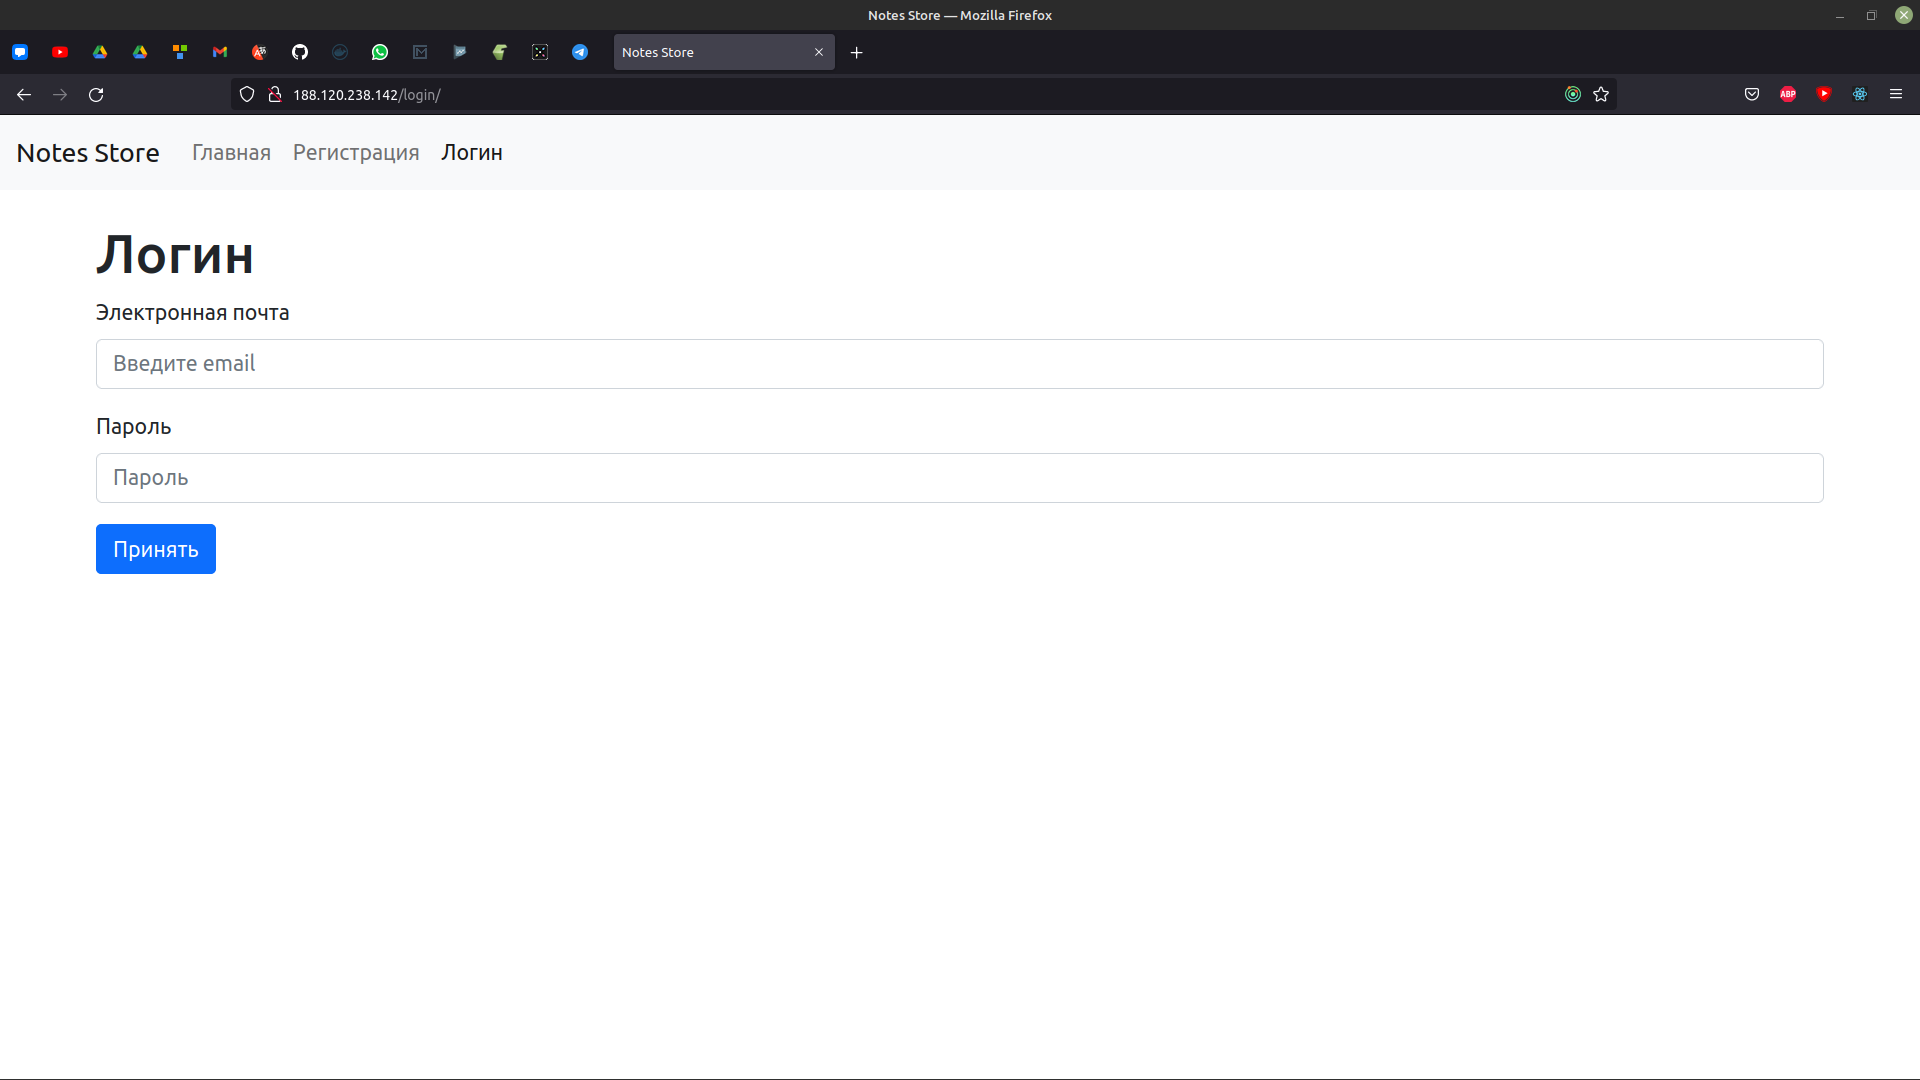 Notes Store — Mozilla Firefox
Notes Store
188.120.238.142/login/
ABP
Notes Store Главная Регистрация Логин
Логин
Электронная почта
Введите email
Пароль
Пароль
Принять